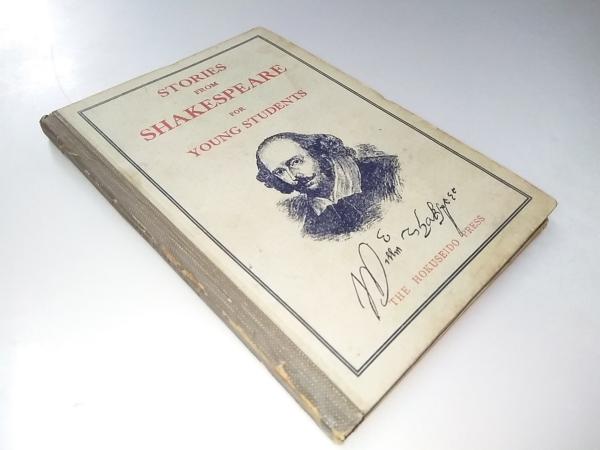 STORIES
FROM
SHAKESPEARE
FOR
YOUNG STUDENTS
THE HOKUSEIDO PRESS